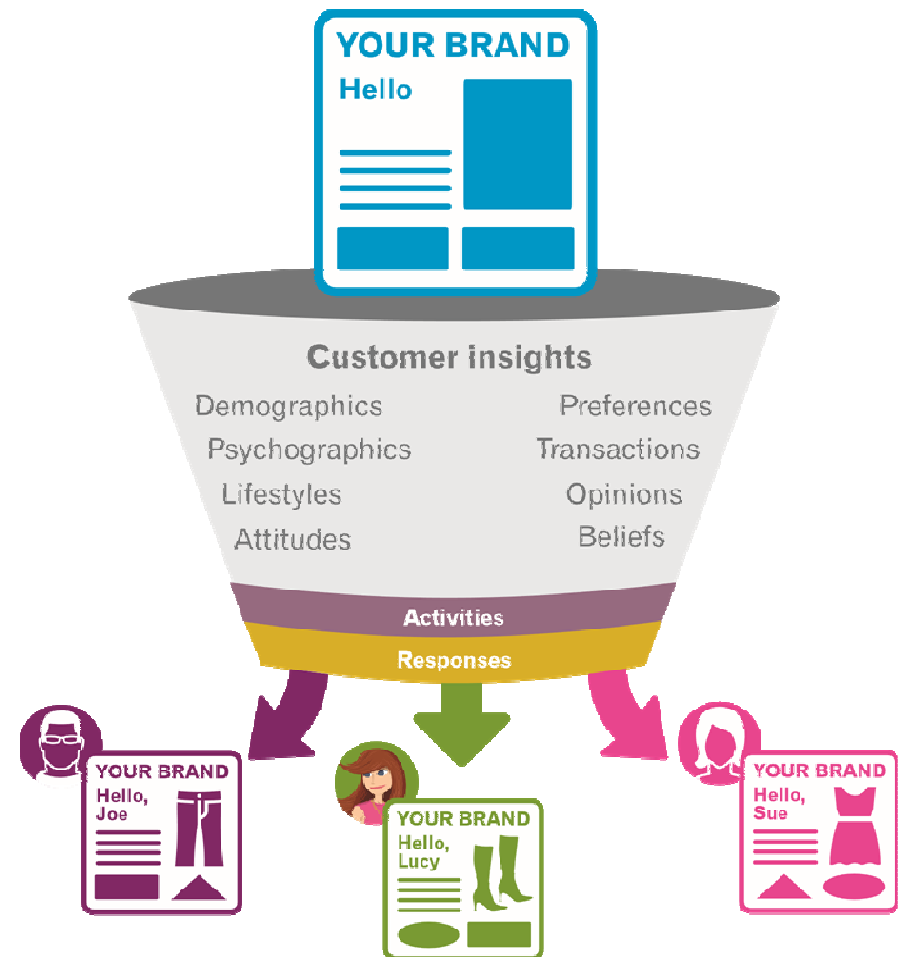 YOUR BRAND
Hello
Customer insights
Demographics
Preferences
Psychographics
Transactions
Lifestyles
Opinions
Attitudes
Beliefs
Activities
Responses
YOUR BRAND
Hello,
Joe
YOUR BRAND
Hello,
Lucy
YOUR BRAND
Hello,
Sue